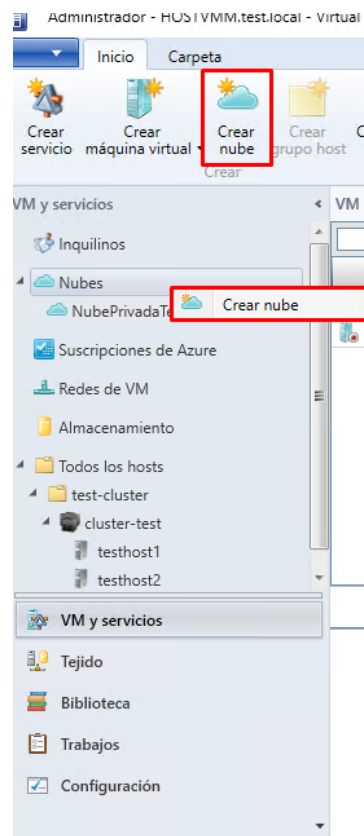 Administrador - HOSTVMM.test.local - Virtual
Inicio Carpeta
Crear servicio
Crear máquina virtual
Crear nube
Crear grupo host
C
Crear
VM y servicios
VM
Inquilinos
Nubes
NubePrivadaTe
Crear nube
Suscripciones de Azure
Redes de VM
Almacenamiento
Todos los hosts
test-cluster
cluster-test
testhost1
testhost2
VM y servicios
Tejido
Biblioteca
Trabajos
Configuración